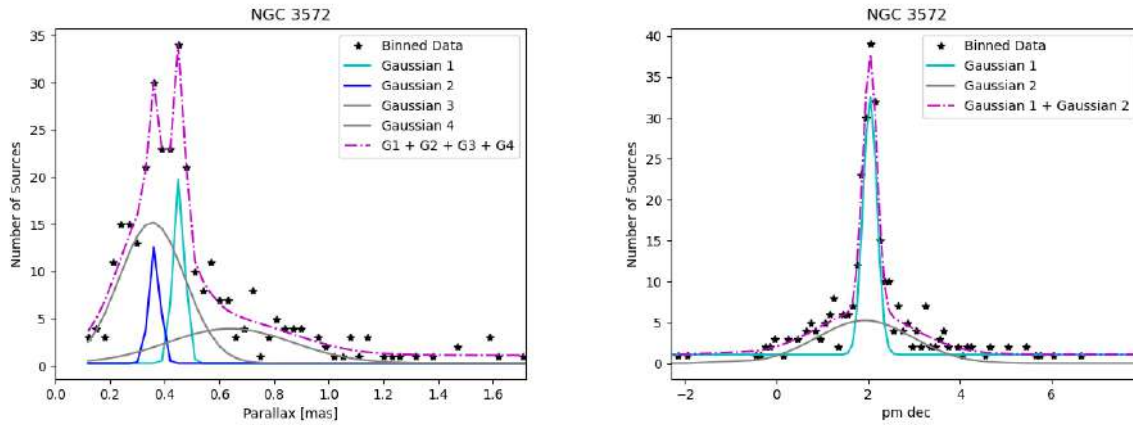 NGC 3572
35
30
25
20
15
10
5
0
Number of Sources
0.0 0.2 0.4 0.6 0.8 1.0 1.2 1.4 1.6
Parallax [mas]
Binned Data
Gaussian 1
Gaussian 2
Gaussian 3
Gaussian 4
G1 + G2 + G3 + G4
NGC 3572
40
35
30
25
20
15
10
5
0
Number of Sources
−2 0 2 4 6
pm dec
Binned Data
Gaussian 1
Gaussian 2
Gaussian 1 + Gaussian 2